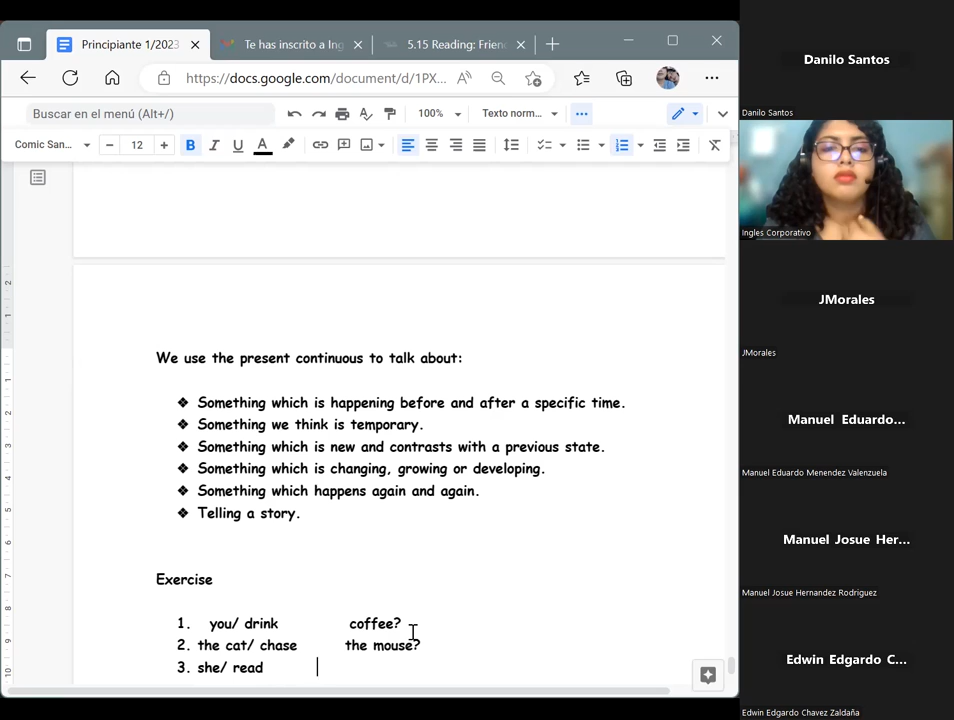 Principiante 1/2023
Te has inscrito a Ing
5.15 Reading: Frien
https://docs.google.com/document/d/1PX...
Buscar en el menú (Alt+/)
100%
Texto norm...
Comic San...
12
We use the present continuous to talk about:
❖ Something which is happening before and after a specific time.
❖ Something we think is temporary.
❖ Something which is new and contrasts with a previous state.
❖ Something which is changing, growing or developing.
❖ Something which happens again and again.
❖ Telling a story.
Exercise
1. you/ drink coffee?
2. the cat/ chase the mouse?
3. she/ read
Danilo Santos
Danilo Santos
Ingles Corporativo
JMorales
JMorales
Manuel Eduardo...
Manuel Eduardo Menendez Valenzuela
Manuel Josue Her...
Manuel Josue Hernandez Rodriguez
Edwin Edgardo C...
Edwin Edgardo Chavez Zaldaña